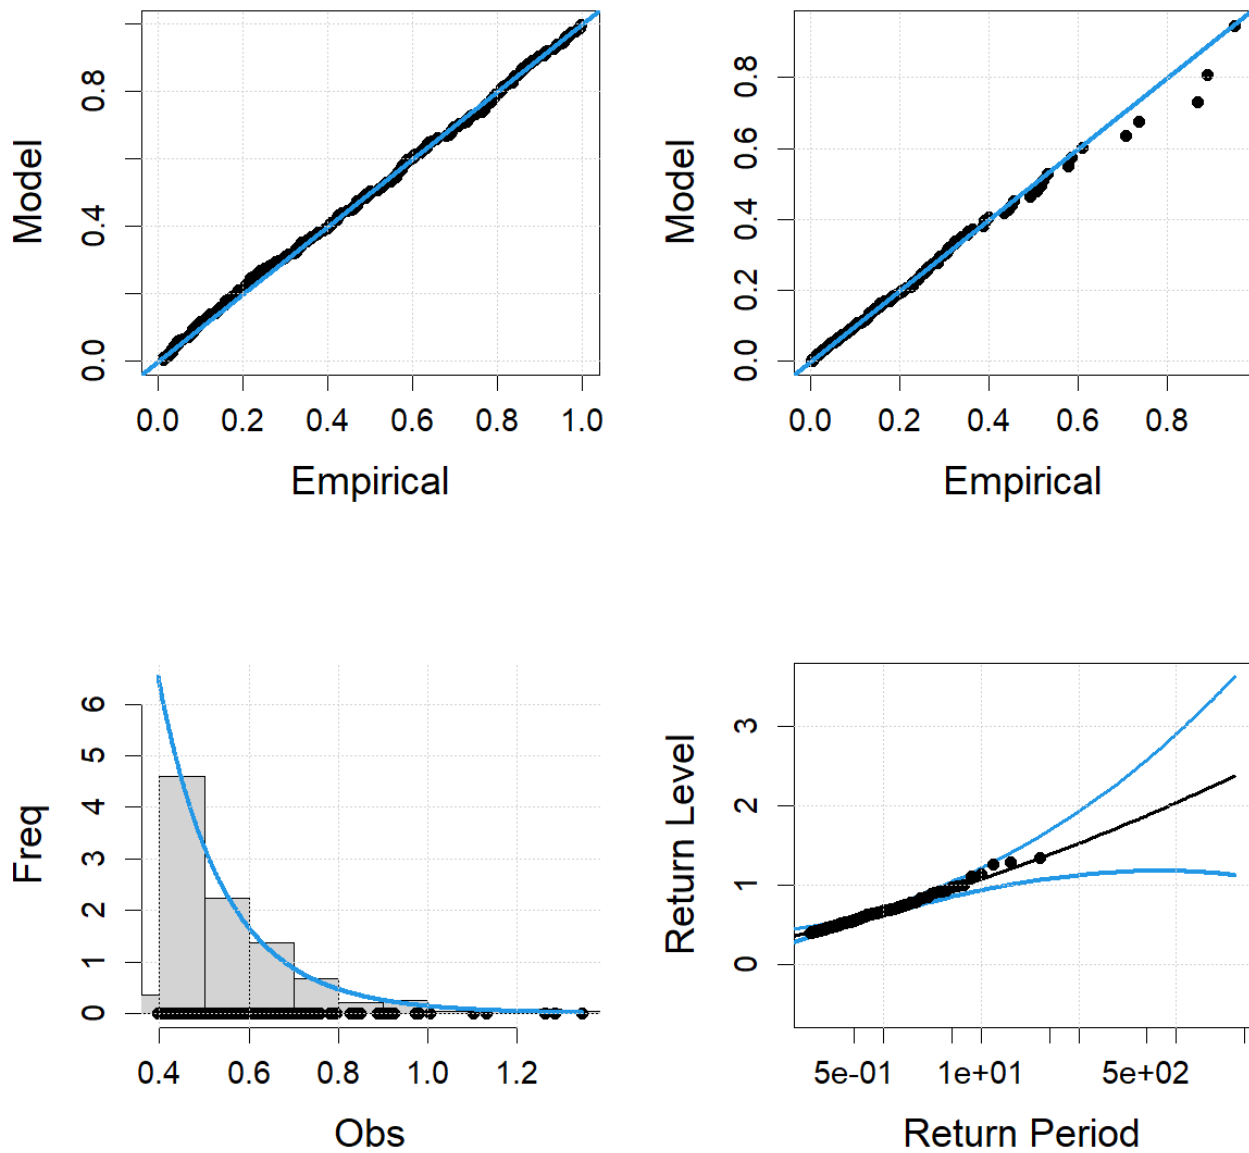 Model
0.0 0.4 0.8
0.0 0.2 0.4 0.6 0.8 1.0
Empirical
Model
0.0 0.2 0.4 0.6 0.8
0.0 0.2 0.4 0.6 0.8
Empirical
Freq
0 1 2 3 4 5 6
0.4 0.6 0.8 1.0 1.2
Obs
Return Level
0 1 2 3
5e-01 1e+01 5e+02
Return Period